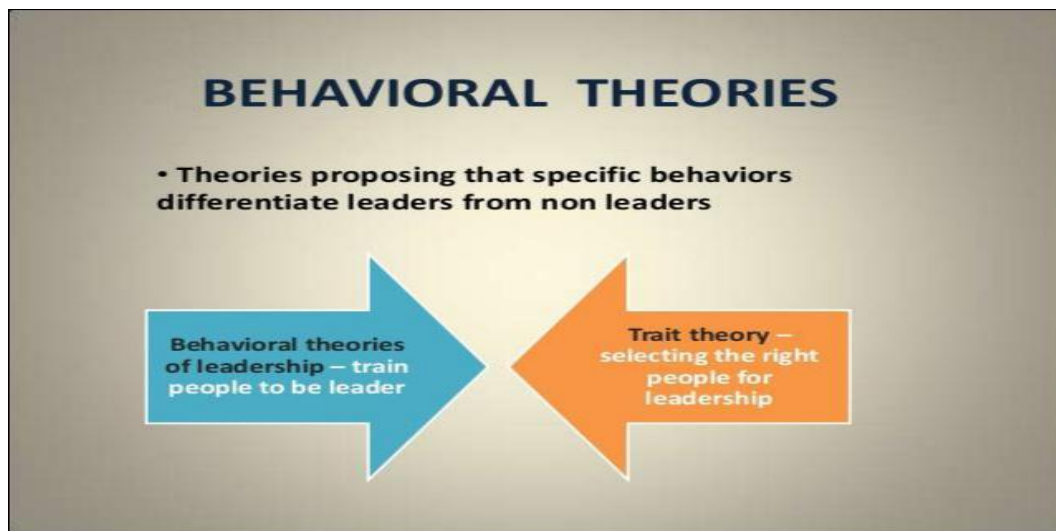 BEHAVIORAL THEORIES
• Theories proposing that specific behaviors
differentiate leaders from non leaders
Behavioral theories
of leadership – train
people to be leader
Trait theory –
selecting the right
people for
leadership